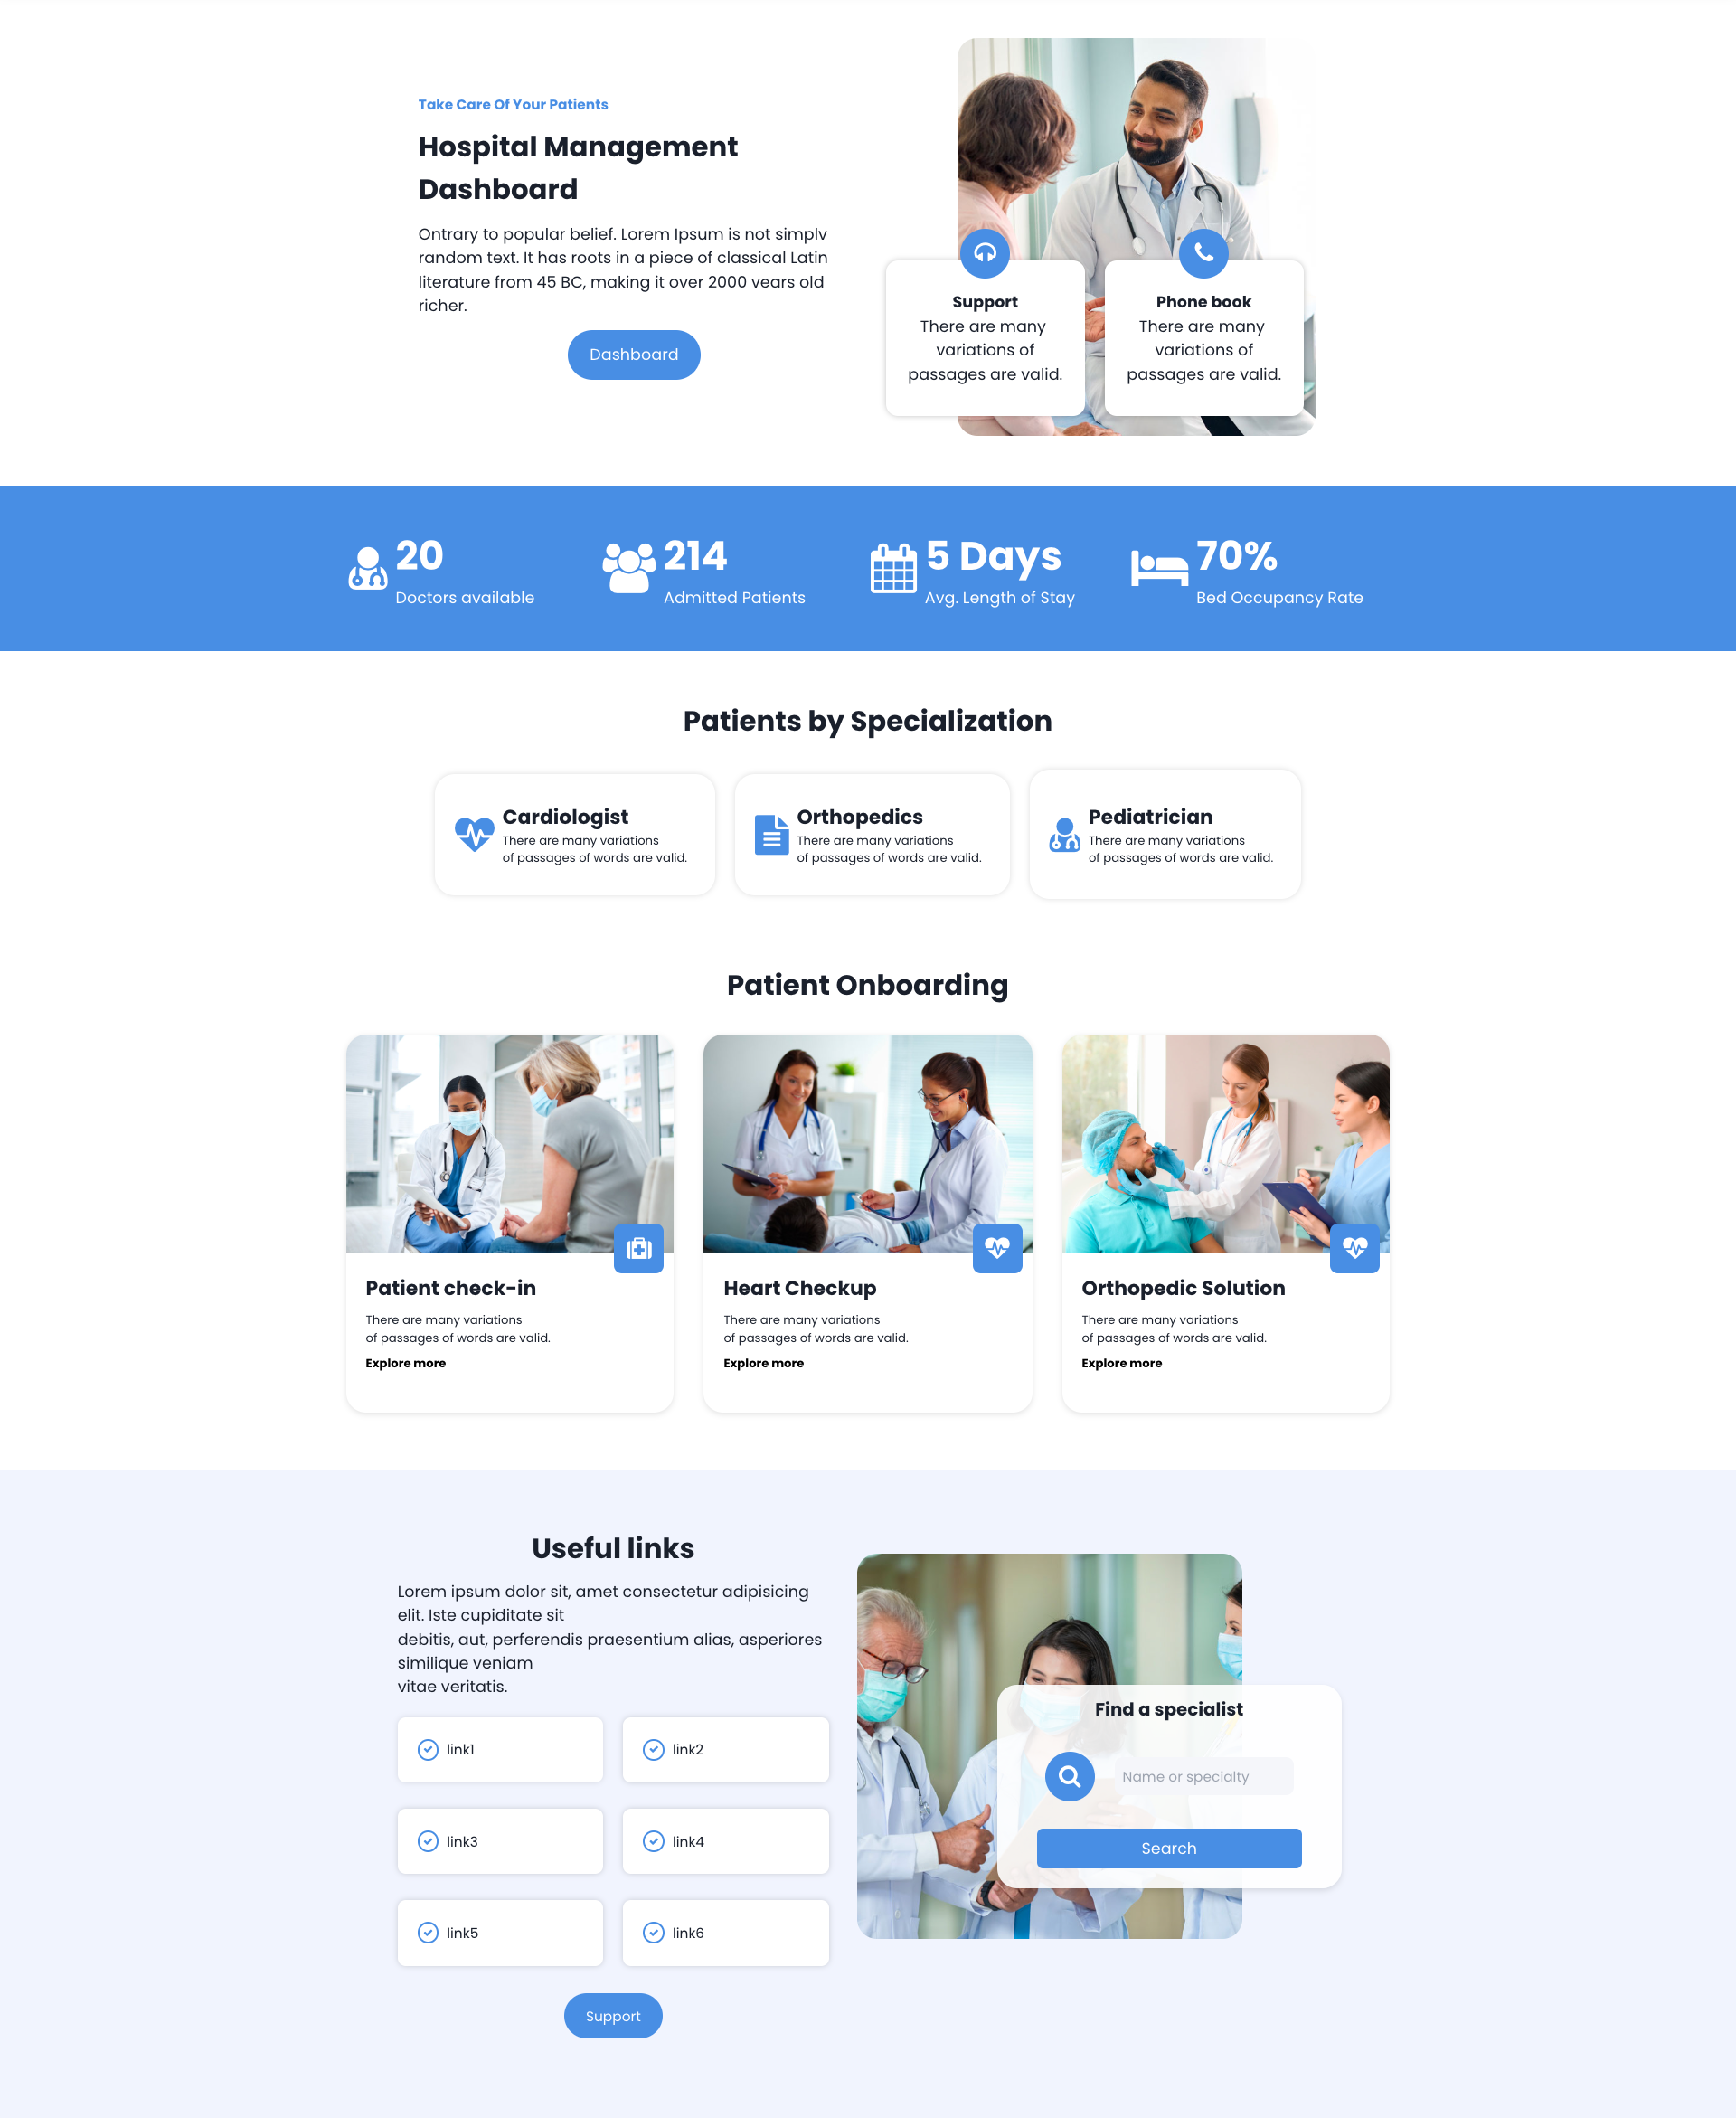 Take Care Of Your Patients
Hospital Management
Dashboard
Ontrary to popular belief. Lorem Ipsum is not simplv
random text. It has roots in a piece of classical Latin
literature from 45 BC, making it over 2000 vears old
richer.
Dashboard
Support
There are many
variations of
passages are valid.
Phone book
There are many
variations of
passages are valid.
20
Doctors available
214
Admitted Patients
5 Days
Avg. Length of Stay
70%
Bed Occupancy Rate
Patients by Specialization
Cardiologist
There are many variations
of passages of words are valid.
Orthopedics
There are many variations
of passages of words are valid.
Pediatrician
There are many variations
of passages of words are valid.
Patient Onboarding
Patient check-in
There are many variations
of passages of words are valid.
Explore more
Heart Checkup
There are many variations
of passages of words are valid.
Explore more
Orthopedic Solution
There are many variations
of passages of words are valid.
Explore more
Useful links
Lorem ipsum dolor sit, amet consectetur adipisicing
elit. Iste cupiditate sit
debitis, aut, perferendis praesentium alias, asperiores
similique veniam
vitae veritatis.
link1
link2
link3
link4
link5
link6
Support
Find a specialist
Name or specialty
Search